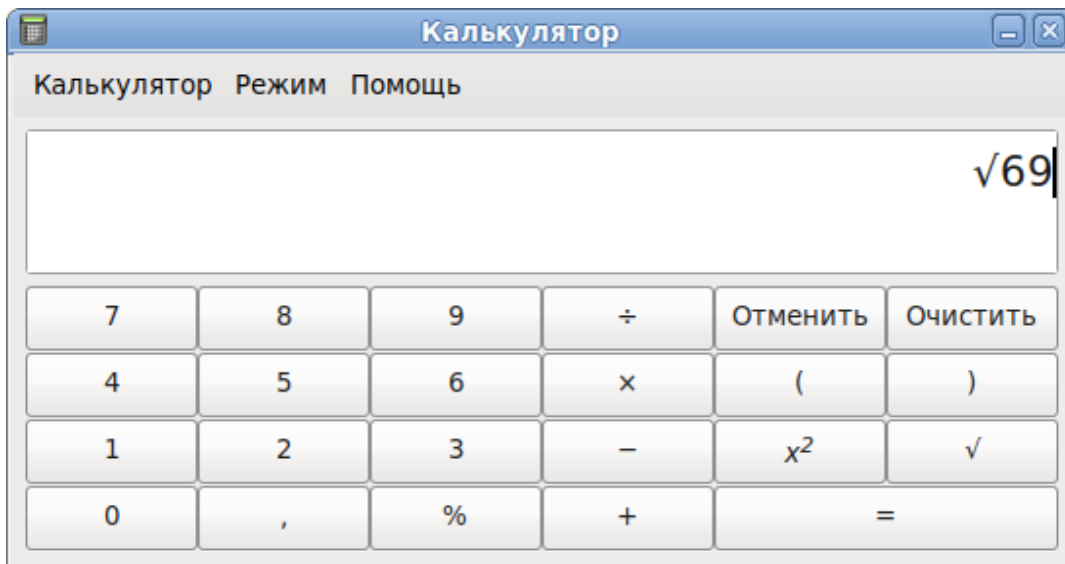 Калькулятор
Калькулятор Режим Помощь
√69
7 8 9 ÷ Отменить Очистить
4 5 6 × ( )
1 2 3 − x² √
0 , % + =